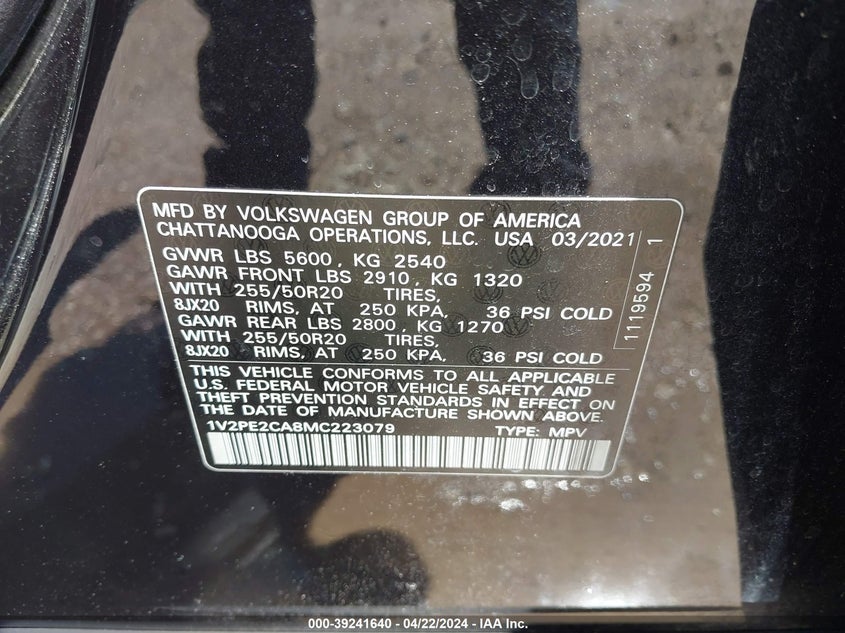 MFD BY VOLKSWAGEN GROUP OF AMERICA
CHATTANOOGA OPERATIONS, LLC. USA 03/2021
GVWR LBS 5600, KG 2540
GAWR FRONT LBS 2910, KG 1320
WITH 255/50R20 TIRES,
8JX20 RIMS, AT 250 KPA, 36 PSI COLD
GAWR REAR LBS 2800, KG 1270
WITH 255/50R20 TIRES,
8JX20 RIMS, AT 250 KPA, 36 PSI COLD
THIS VEHICLE CONFORMS TO ALL APPLICABLE
U.S. FEDERAL MOTOR VEHICLE SAFETY AND
THEFT PREVENTION STANDARDS IN EFFECT ON
THE DATE OF MANUFACTURE SHOWN ABOVE.
1V2PE2CA8MC223079 TYPE: MPV
1119594 1
000-39241640 - 04/22/2024 - IAA Inc.